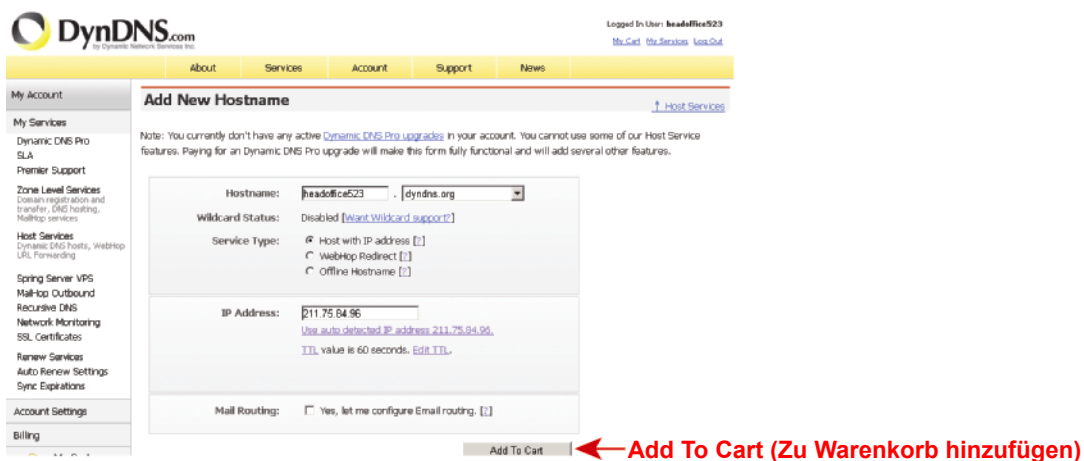 DynDNS.com
by Dynamic Network Services Inc.
Logged In User: headoffice523
My Cart My Services Log Out
About Services Account Support News
My Account
My Services
Dynamic DNS Pro
SLA
Premier Support
Zone Level Services
Domain registration and
transfer, DNS hosting,
MailHop services
Host Services
Dynamic DNS hosts, WebHop
URL Forwarding
Spring Server VPS
MailHop Outbound
Recursive DNS
Network Monitoring
SSL Certificates
Renew Services
Auto Renew Settings
Sync Expirations
Account Settings
Billing
Add New Hostname
↑ Host Services
Note: You currently don't have any active Dynamic DNS Pro upgrades in your account. You cannot use some of our Host Service
features. Paying for an Dynamic DNS Pro upgrade will make this form fully functional and will add several other features.
Hostname: headoffice523 . dyndns.org
Wildcard Status: Disabled [Want Wildcard support?]
Service Type: Host with IP address [?]
WebHop Redirect [?]
Offline Hostname [?]
IP Address: 211.75.84.96
Use auto detected IP address 211.75.84.96.
TTL value is 60 seconds. Edit TTL.
Mail Routing: Yes, let me configure Email routing. [?]
Add To Cart
Add To Cart (Zu Warenkorb hinzufügen)